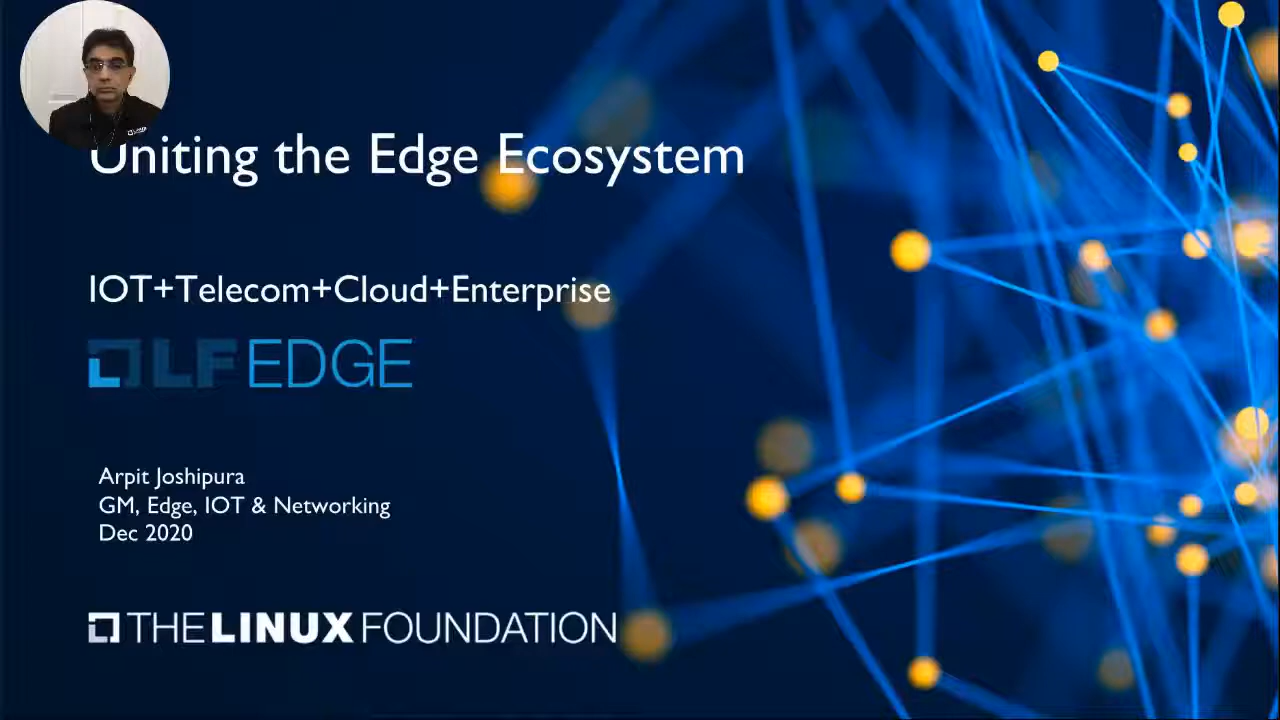 Uniting the Edge Ecosystem
IOT+Telecom+Cloud+Enterprise
LF EDGE
Arpit Joshipura
GM, Edge, IOT & Networking
Dec 2020
THE LINUX FOUNDATION